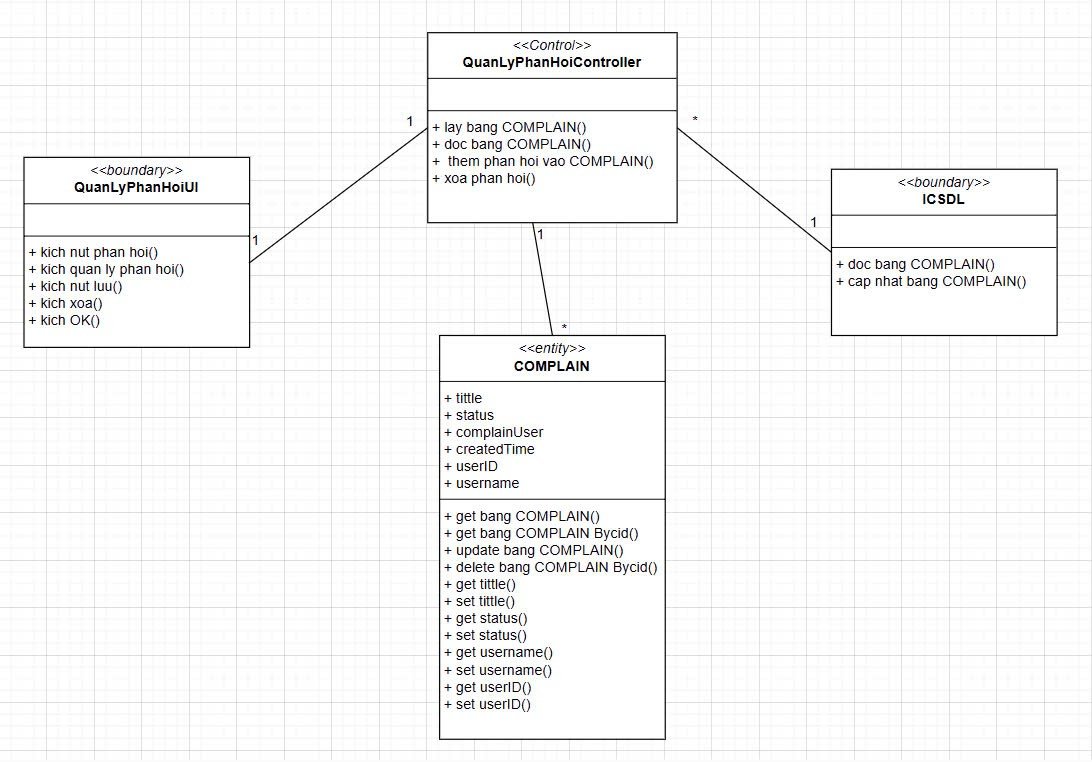 <<Control>>
QuanLyPhanHoiController
+ lay bang COMPLAIN()
+ doc bang COMPLAIN()
+ them phan hoi vao COMPLAIN()
+ xoa phan hoi()
1
*
<<boundary>>
QuanLyPhanHoiUI
+ kich nut phan hoi()
+ kich quan ly phan hoi()
+ kich nut luu()
+ kich xoa()
+ kich OK()
1
<<boundary>>
ICSDL
+ doc bang COMPLAIN()
+ cap nhat bang COMPLAIN()
1
1
*
<<entity>>
COMPLAIN
+ tittle
+ status
+ complainUser
+ createdTime
+ userID
+ username
+ get bang COMPLAIN()
+ get bang COMPLAIN Bycid()
+ update bang COMPLAIN()
+ delete bang COMPLAIN Bycid()
+ get tittle()
+ set tittle()
+ get status()
+ set status()
+ get username()
+ set username()
+ get userID()
+ set userID()